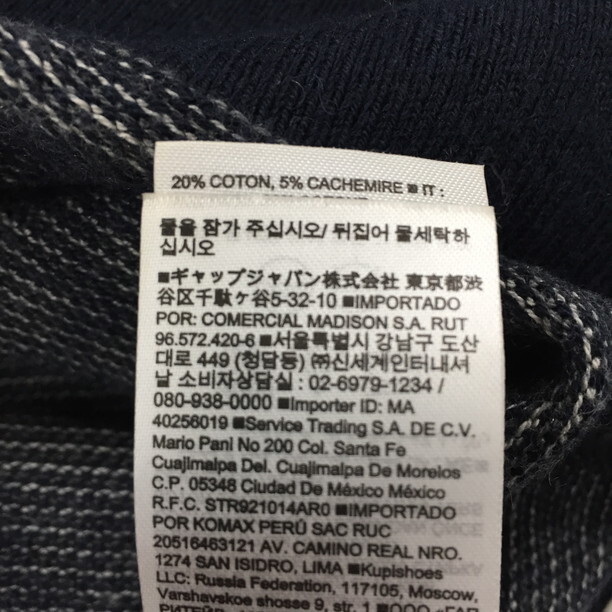 20% COTON, 5% CACHEMIRE ■ IT :
물을 잠가 주십시오/ 뒤집어 물세탁하
십시오
■ギャップジャパン株式会社 東京都渋
谷区千駄ヶ谷5-32-10 ■IMPORTADO
POR: COMERCIAL MADISON S.A. RUT
96.572.420-6 ■서울특별시 강남구 도산
대로 449 (청담동) ㈜신세계인터내셔
날 소비자상담실 : 02-6979-1234 /
080-938-0000 ■Importer ID: MA
40256019 ■Service Trading S.A. DE C.V.
Mario Pani No 200 Col. Santa Fe
Cuajimalpa Del. Cuajimalpa De Morelos
C.P. 05348 Ciudad De México México
R.F.C. STR921014AR0 ■IMPORTADO
POR KOMAX PERÚ SAC RUC
20516463121 AV. CAMINO REAL NRO.
1274 SAN ISIDRO, LIMA ■Kupishoes
LLC: Russia Federation, 117105, Moscow,
Varshavskoe shosse 9, str. 1 ■ООО «ГАП
РИТЕЙЛ